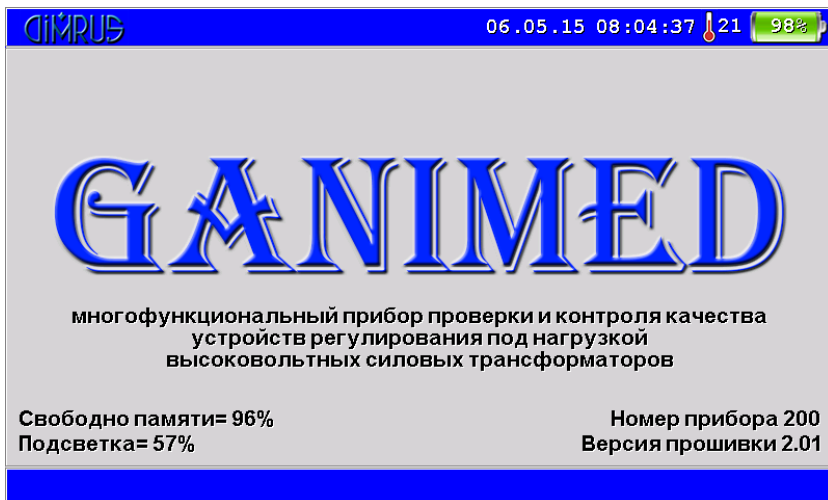 DIMRUS
06.05.15 08:04:37 21 98%
GANIMED
многофункциональный прибор проверки и контроля качества
устройств регулирования под нагрузкой
высоковольтных силовых трансформаторов
Свободно памяти= 96%
Номер прибора 200
Подсветка= 57%
Версия прошивки 2.01